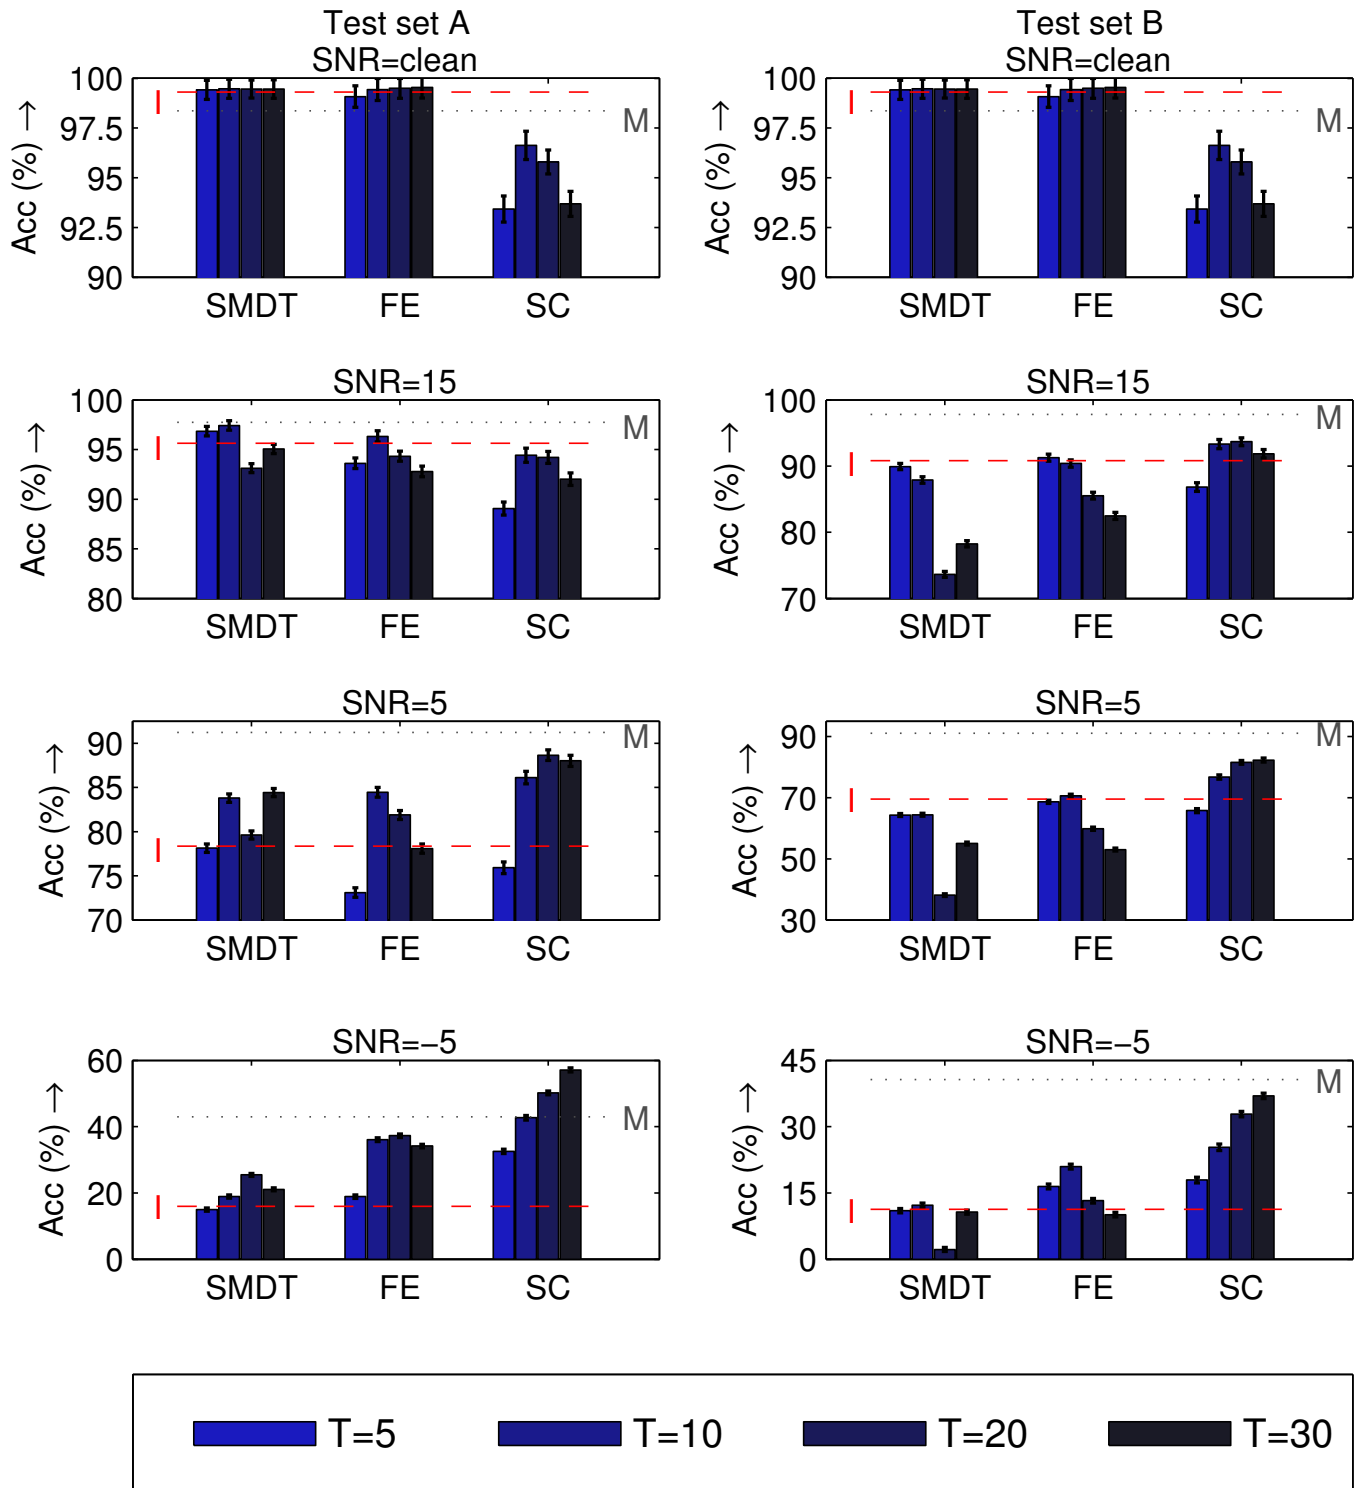 Test set A
SNR=clean
Acc (%) →
100
97.5
95
92.5
90
M
SMDT FE SC
Test set B
SNR=clean
Acc (%) →
100
97.5
95
92.5
90
M
SMDT FE SC
SNR=15
Acc (%) →
100
95
90
85
80
I
M
SMDT FE SC
SNR=15
Acc (%) →
100
90
80
70
I
M
SMDT FE SC
SNR=5
Acc (%) →
90
85
80
75
70
I
M
SMDT FE SC
SNR=5
Acc (%) →
90
70
50
30
I
M
SMDT FE SC
SNR=−5
Acc (%) →
60
40
20
0
I
M
SMDT FE SC
SNR=−5
Acc (%) →
45
30
15
0
I
M
SMDT FE SC
T=5 T=10 T=20 T=30